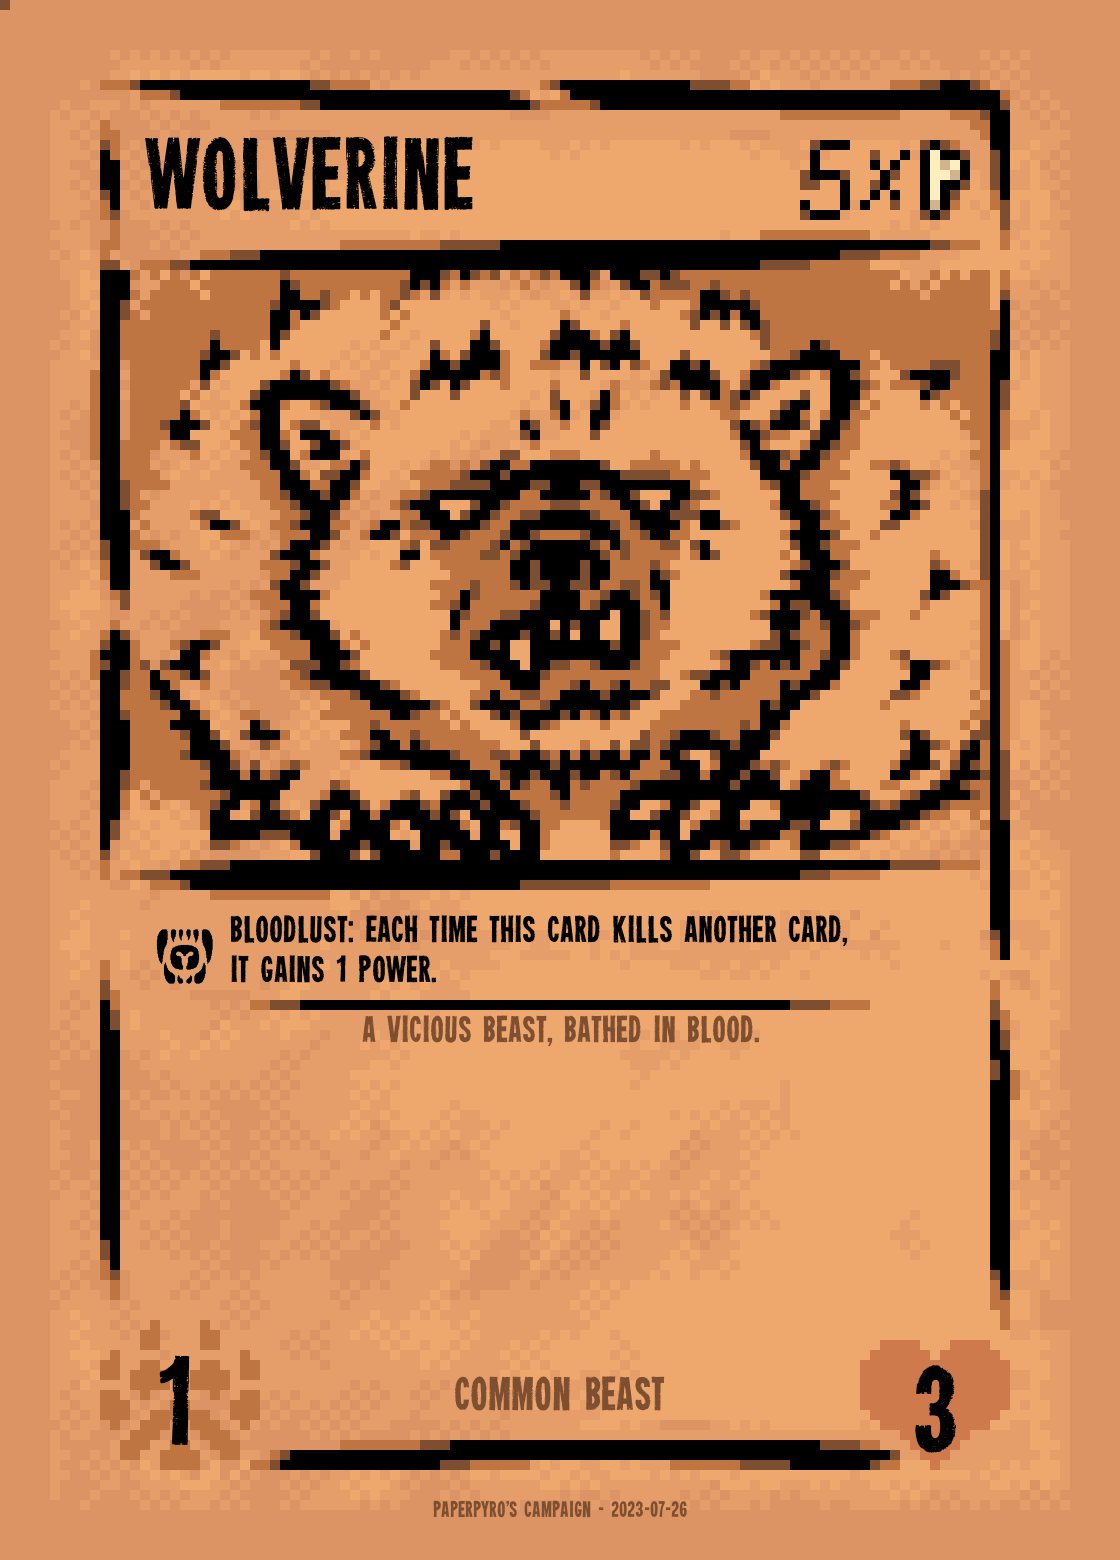 WOLVERINE
5XP
BLOODLUST: EACH TIME THIS CARD KILLS ANOTHER CARD,
IT GAINS 1 POWER.
A VICIOUS BEAST, BATHED IN BLOOD.
1
COMMON BEAST
3
PAPERPYRO'S CAMPAIGN - 2023-07-26